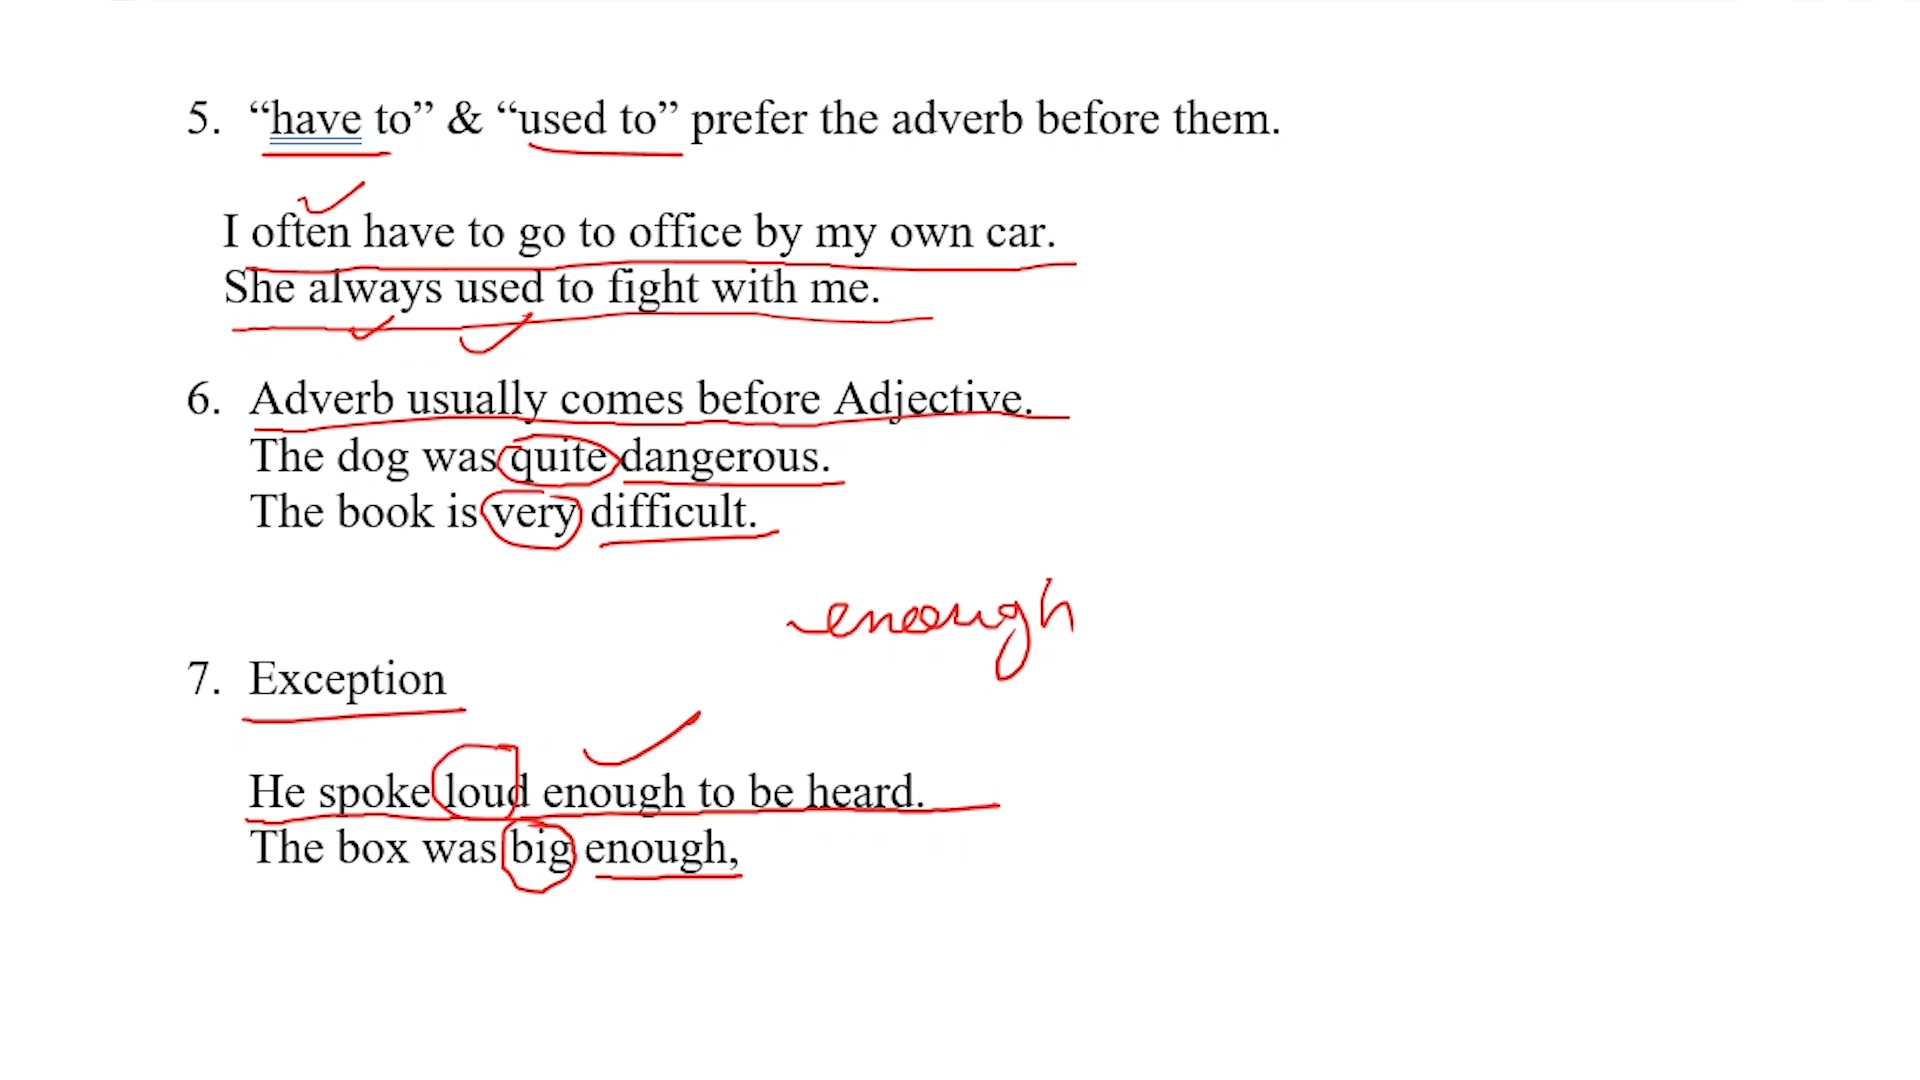 5. “have to” & “used to” prefer the adverb before them.
I often have to go to office by my own car.
She always used to fight with me.
6. Adverb usually comes before Adjective.
The dog was quite dangerous.
The book is very difficult.
enough
7. Exception
He spoke loud enough to be heard.
The box was big enough,